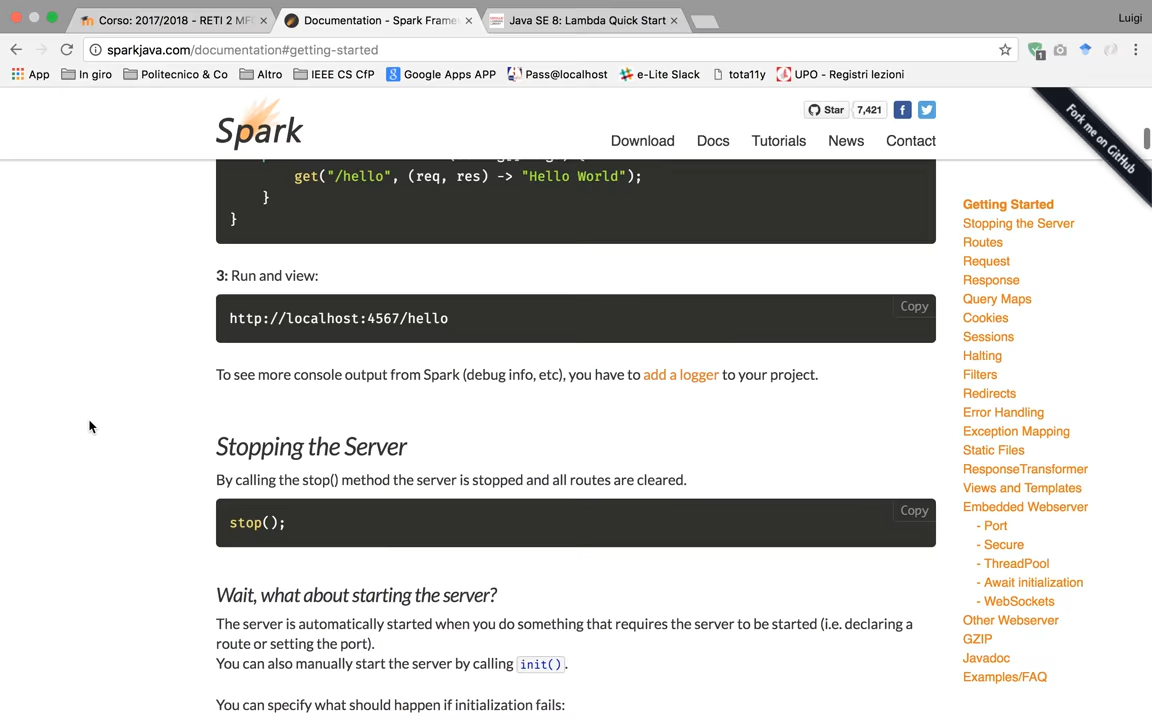 Corso: 2017/2018 - RETI 2 MFN
Documentation - Spark Frame
Java SE 8: Lambda Quick Start
Luigi
sparkjava.com/documentation#getting-started
1
App In giro Politecnico & Co Altro IEEE CS CfP Google Apps APP Pass@localhost e-Lite Slack tota11y UPO - Registri lezioni
Spark
Star 7,421
Download Docs Tutorials News Contact
Fork me on GitHub
get("/hello", (req, res) -> "Hello World");
}
}
3: Run and view:
Copy
http://localhost:4567/hello
To see more console output from Spark (debug info, etc), you have to add a logger to your project.
Stopping the Server
By calling the stop() method the server is stopped and all routes are cleared.
Copy
stop();
Wait, what about starting the server?
The server is automatically started when you do something that requires the server to be started (i.e. declaring a
route or setting the port).
You can also manually start the server by calling init().
You can specify what should happen if initialization fails:
Getting Started
Stopping the Server
Routes
Request
Response
Query Maps
Cookies
Sessions
Halting
Filters
Redirects
Error Handling
Exception Mapping
Static Files
ResponseTransformer
Views and Templates
Embedded Webserver
- Port
- Secure
- ThreadPool
- Await initialization
- WebSockets
Other Webserver
GZIP
Javadoc
Examples/FAQ